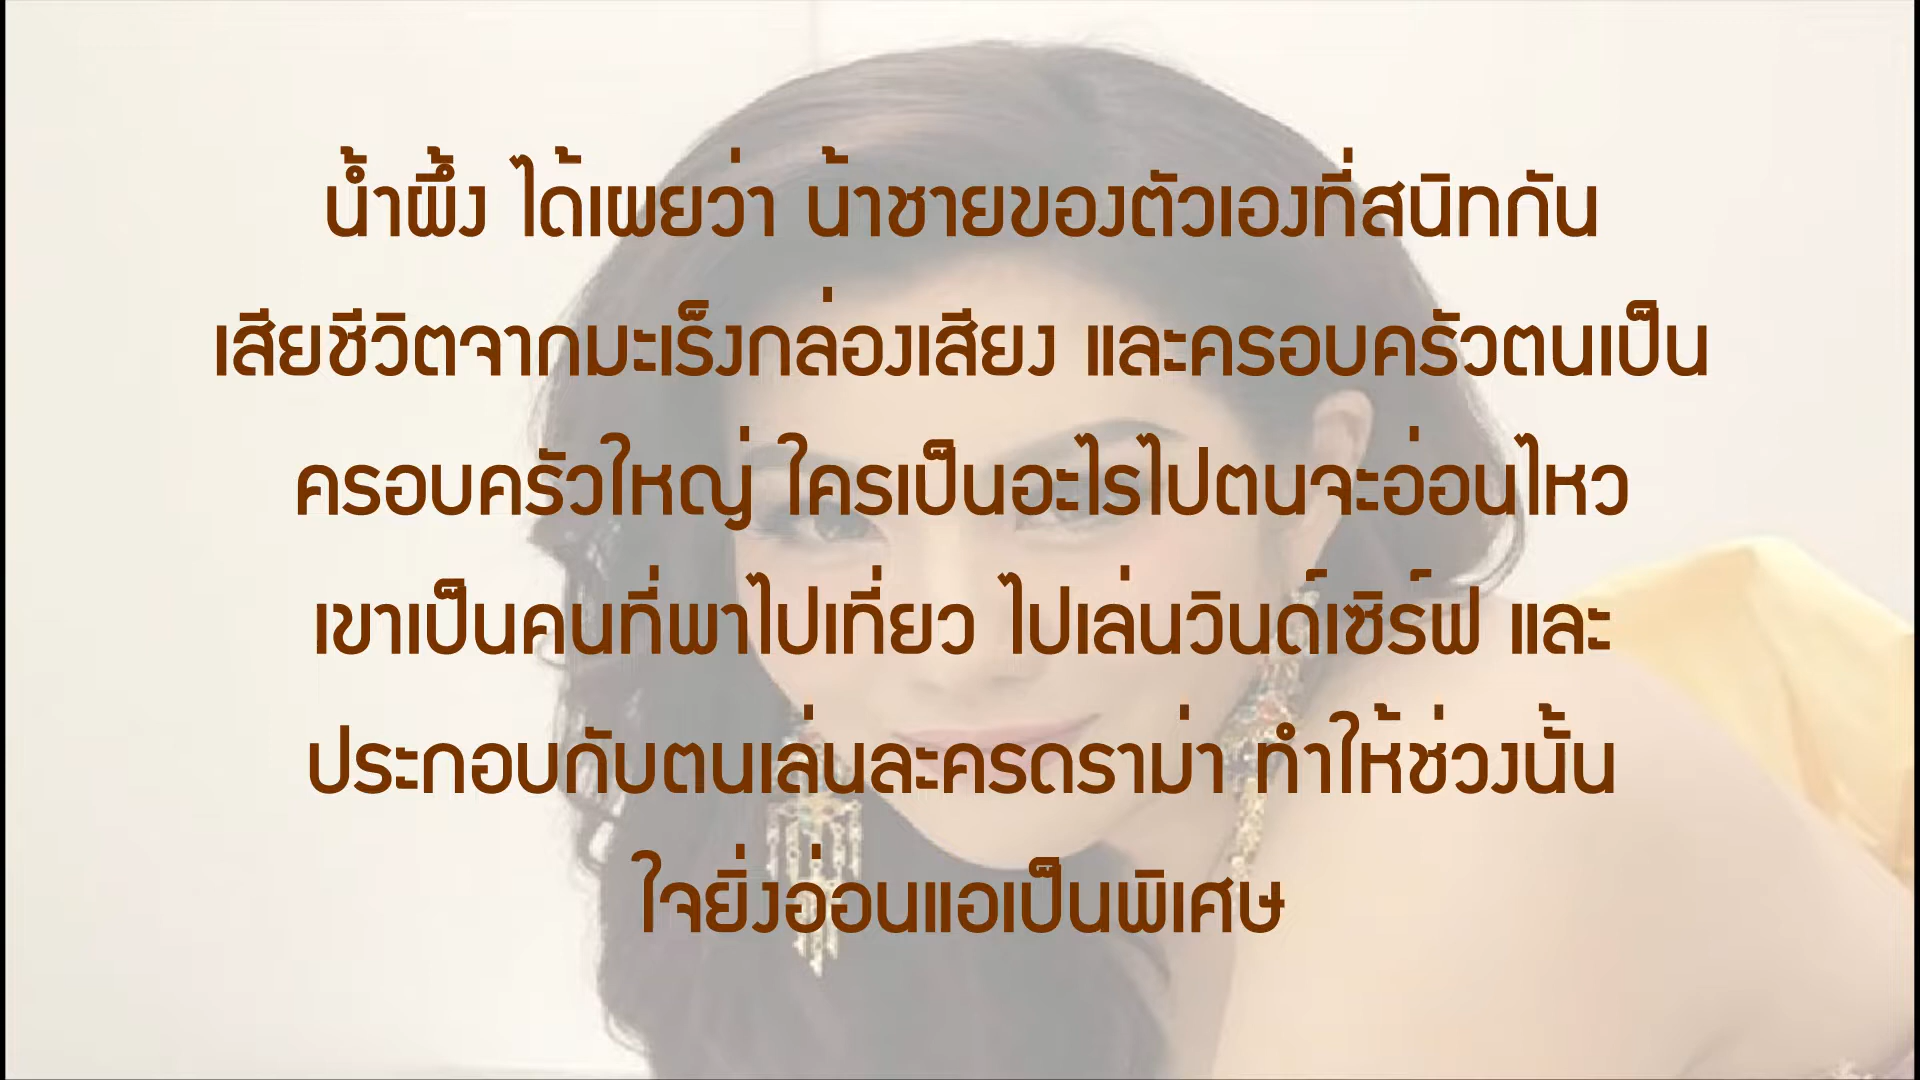 น้ำผึ้ง ได้เผยว่า น้าชายของตัวเองที่สนิทกัน
เสียชีวิตจากมะเร็งกล่องเสียง และครอบครัวตนเป็น
ครอบครัวใหญ่ ใครเป็นอะไรไปตนจะอ่อนไหว
เขาเป็นคนที่พาไปเที่ยว ไปเล่นวินด์เซิร์ฟ และ
ประกอบกับตนเล่นละครดราม่า ทำให้ช่วงนั้น
ใจยิ่งอ่อนแอเป็นพิเศษ